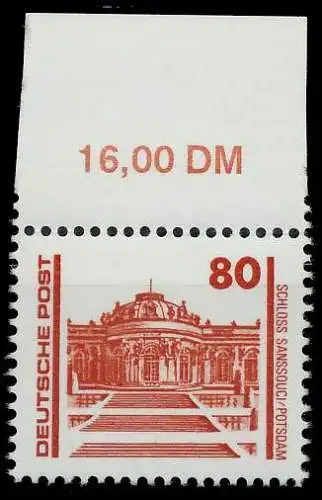 16,00 DM
80
DEUTSCHE POST
SCHLOSS SANSSOUCI/POTSDAM